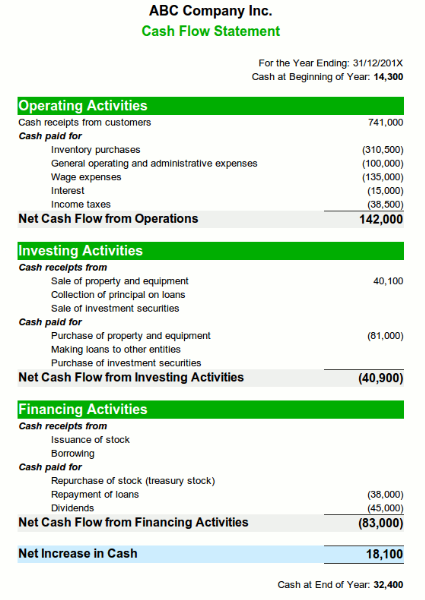 ABC Company Inc.
Cash Flow Statement
For the Year Ending: 31/12/201X
Cash at Beginning of Year: 14,300
Operating Activities
Cash receipts from customers 741,000
Cash paid for
Inventory purchases (310,500)
General operating and administrative expenses (100,000)
Wage expenses (135,000)
Interest (15,000)
Income taxes (38,500)
Net Cash Flow from Operations 142,000
Investing Activities
Cash receipts from
Sale of property and equipment 40,100
Collection of principal on loans
Sale of investment securities
Cash paid for
Purchase of property and equipment (81,000)
Making loans to other entities
Purchase of investment securities
Net Cash Flow from Investing Activities (40,900)
Financing Activities
Cash receipts from
Issuance of stock
Borrowing
Cash paid for
Repurchase of stock (treasury stock)
Repayment of loans (38,000)
Dividends (45,000)
Net Cash Flow from Financing Activities (83,000)
Net Increase in Cash 18,100
Cash at End of Year: 32,400